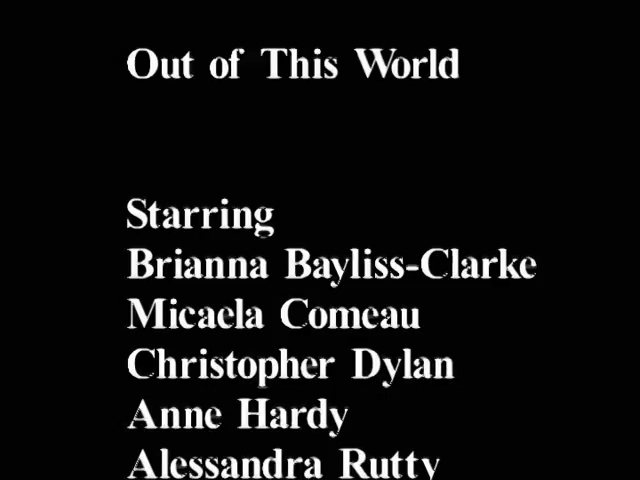 Out of This World
Starring
Brianna Bayliss-Clarke
Micaela Comeau
Christopher Dylan
Anne Hardy
Alessandra Rutty